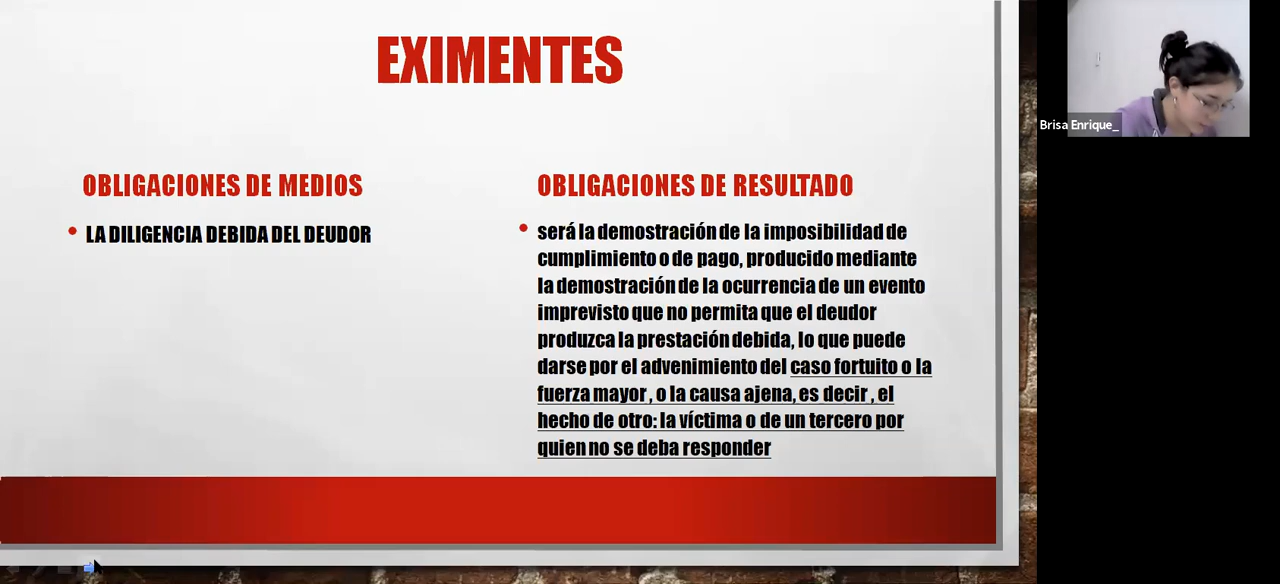 EXIMENTES
OBLIGACIONES DE MEDIOS
• LA DILIGENCIA DEBIDA DEL DEUDOR
OBLIGACIONES DE RESULTADO
• será la demostración de la imposibilidad de
cumplimiento o de pago, producido mediante
la demostración de la ocurrencia de un evento
imprevisto que no permita que el deudor
produzca la prestación debida, lo que puede
darse por el advenimiento del caso fortuito o la
fuerza mayor , o la causa ajena, es decir , el
hecho de otro: la víctima o de un tercero por
quien no se deba responder
Brisa Enrique_